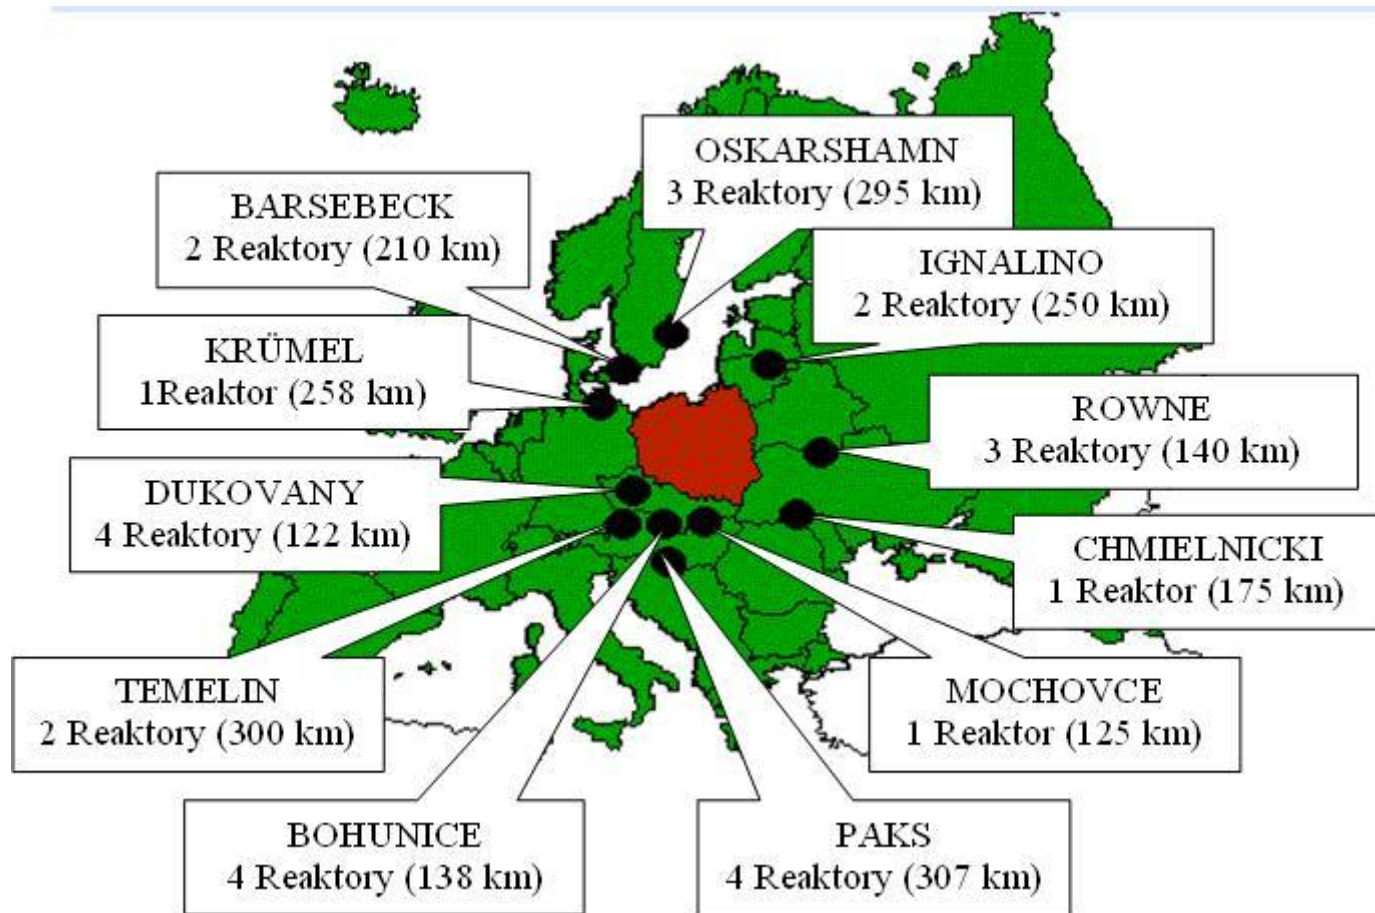 OSKARSHAMN
3 Reaktory (295 km)
BARSEBECK
2 Reaktory (210 km)
IGNALINO
2 Reaktory (250 km)
KRÜMEL
1Reaktor (258 km)
ROWNE
3 Reaktory (140 km)
DUKOVANY
4 Reaktory (122 km)
CHMIELNICKI
1 Reaktor (175 km)
TEMELIN
2 Reaktory (300 km)
MOCHOVCE
1 Reaktor (125 km)
BOHUNICE
4 Reaktory (138 km)
PAKS
4 Reaktory (307 km)